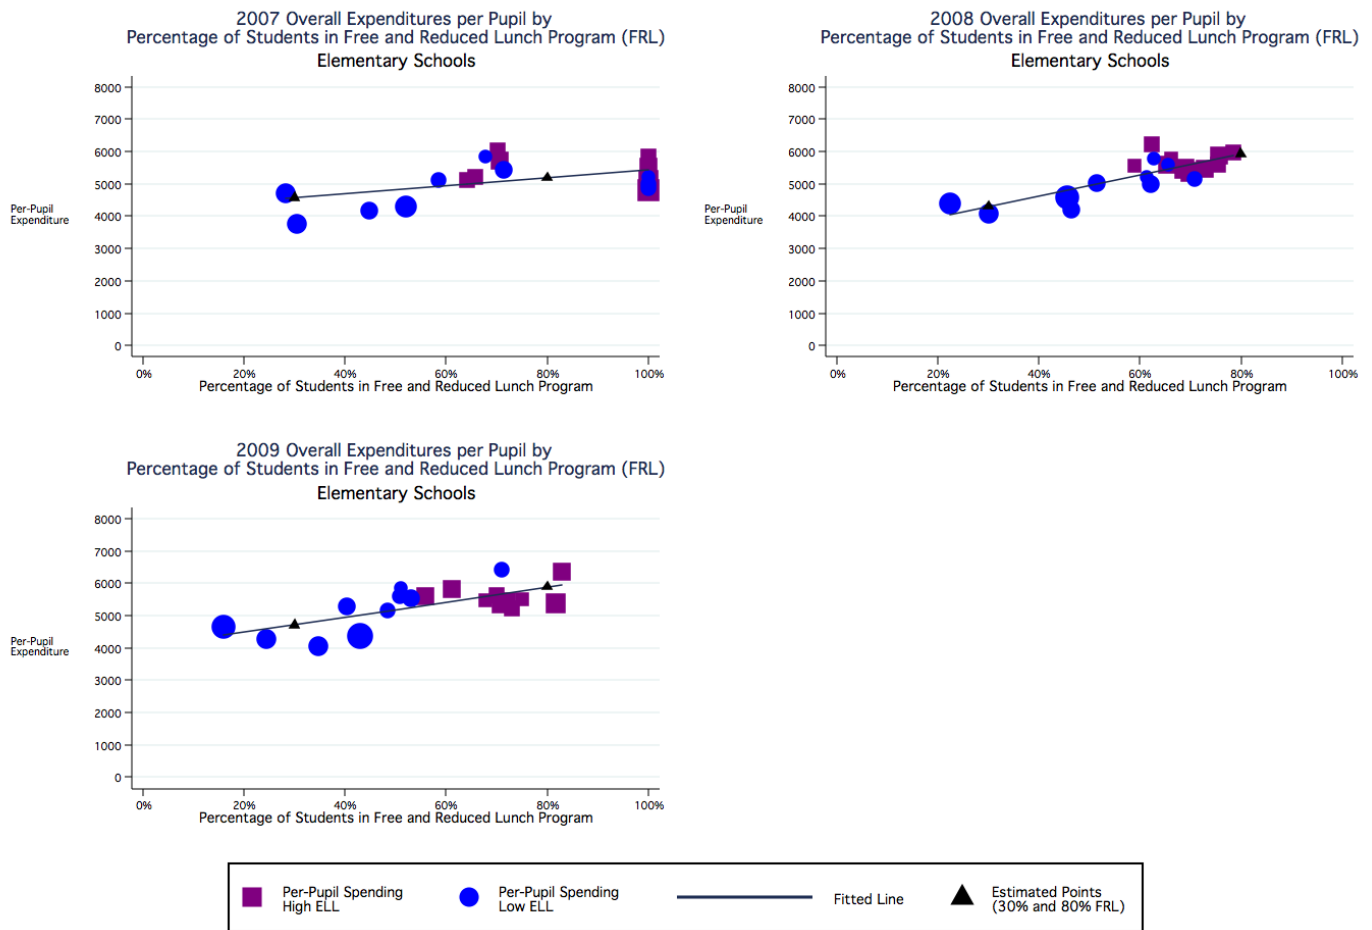 2007 Overall Expenditures per Pupil by
Percentage of Students in Free and Reduced Lunch Program (FRL)
Elementary Schools
8000
7000
6000
5000
4000
3000
2000
1000
0
Per-Pupil
Expenditure
0% 20% 40% 60% 80% 100%
Percentage of Students in Free and Reduced Lunch Program
2008 Overall Expenditures per Pupil by
Percentage of Students in Free and Reduced Lunch Program (FRL)
Elementary Schools
8000
7000
6000
5000
4000
3000
2000
1000
0
Per-Pupil
Expenditure
0% 20% 40% 60% 80% 100%
Percentage of Students in Free and Reduced Lunch Program
2009 Overall Expenditures per Pupil by
Percentage of Students in Free and Reduced Lunch Program (FRL)
Elementary Schools
8000
7000
6000
5000
4000
3000
2000
1000
0
Per-Pupil
Expenditure
0% 20% 40% 60% 80% 100%
Percentage of Students in Free and Reduced Lunch Program
Per-Pupil Spending
High ELL
Per-Pupil Spending
Low ELL
Fitted Line
Estimated Points
(30% and 80% FRL)